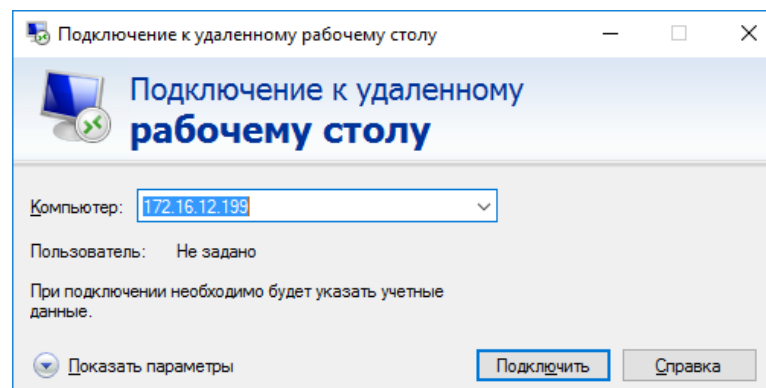 Подключение к удаленному рабочему столу
Подключение к удаленному
рабочему столу
Компьютер: 172.16.12.199
Пользователь: Не задано
При подключении необходимо будет указать учетные
данные.
Показать параметры Подключить Справка